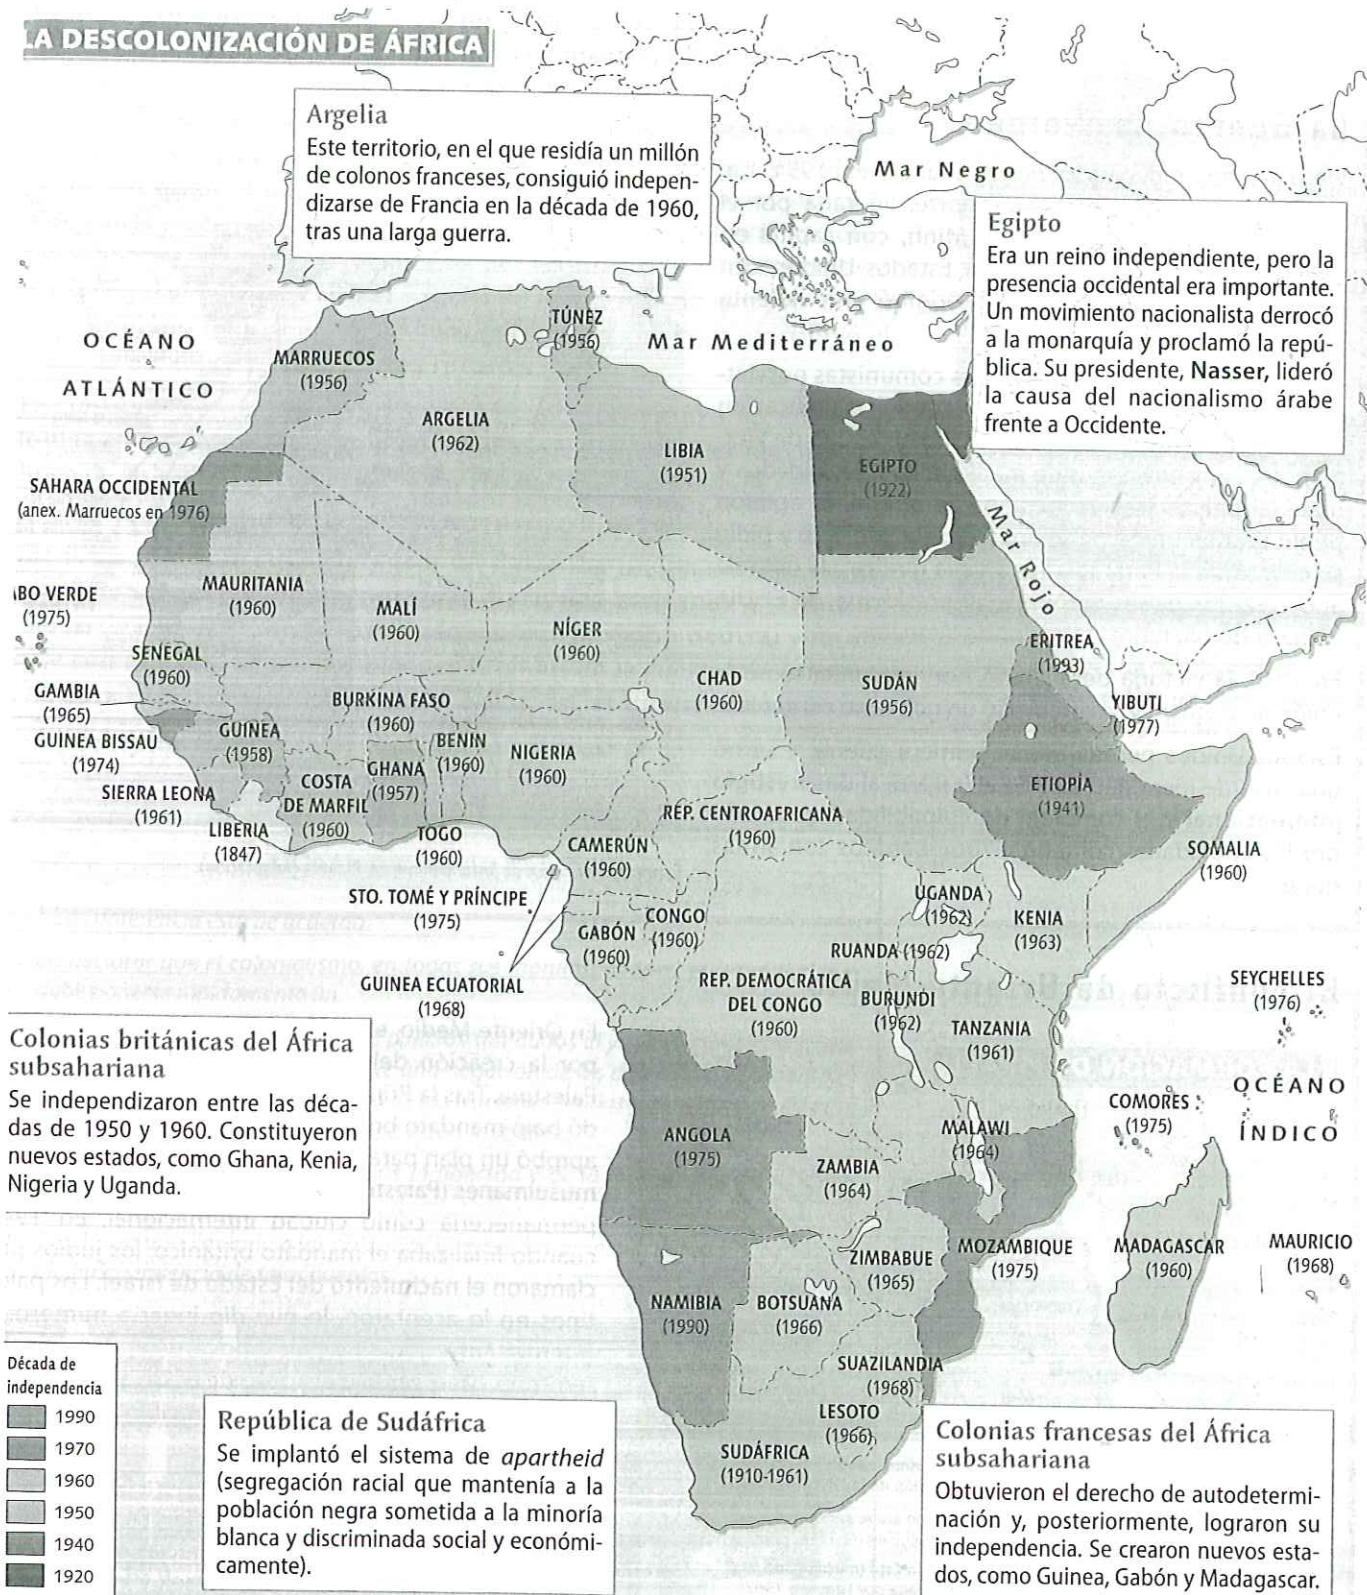 LA DESCOLONIZACIÓN DE ÁFRICA
Argelia
Este territorio, en el que residía un millón
de colonos franceses, consiguió indepen-
dizarse de Francia en la década de 1960,
tras una larga guerra.
Mar Negro
Egipto
Era un reino independiente, pero la
presencia occidental era importante.
Un movimiento nacionalista derrocó
a la monarquía y proclamó la repú-
blica. Su presidente, Nasser, lideró
la causa del nacionalismo árabe
frente a Occidente.
OCÉANO
ATLÁNTICO
Mar Mediterráneo
TÚNEZ
(1956)
MARRUECOS
(1956)
ARGELIA
(1962)
LIBIA
(1951)
EGIPTO
(1922)
SAHARA OCCIDENTAL
(anex. Marruecos en 1976)
Mar Rojo
ABO VERDE
(1975)
MAURITANIA
(1960)
MALÍ
(1960)
NÍGER
(1960)
CHAD
(1960)
SUDÁN
(1956)
ERITREA
(1993)
YIBUTI
(1977)
SENEGAL
(1960)
GAMBIA
(1965)
GUINEA BISSAU
(1974)
GUINEA
(1958)
BURKINA FASO
(1960)
BENÍN
(1960)
NIGERIA
(1960)
GHANA
(1957)
COSTA
DE MARFIL
(1960)
SIERRA LEONA
(1961)
LIBERIA
(1847)
TOGO
(1960)
CAMERÚN
(1960)
REP. CENTROAFRICANA
(1960)
ETIOPÍA
(1941)
SOMALIA
(1960)
STO. TOMÉ Y PRÍNCIPE
(1975)
GUINEA ECUATORIAL
(1968)
GABÓN
(1960)
CONGO
(1960)
UGANDA
(1962)
KENIA
(1963)
RUANDA (1962)
REP. DEMOCRÁTICA
DEL CONGO
(1960)
BURUNDI
(1962)
TANZANIA
(1961)
SEYCHELLES
(1976)
OCÉANO
ÍNDICO
COMORES
(1975)
Colonias británicas del África
subsahariana
Se independizaron entre las déca-
das de 1950 y 1960. Constituyeron
nuevos estados, como Ghana, Kenia,
Nigeria y Uganda.
ANGOLA
(1975)
ZAMBIA
(1964)
MALAWI
(1964)
ZIMBABUE
(1965)
MOZAMBIQUE
(1975)
MADAGASCAR
(1960)
MAURICIO
(1968)
NAMIBIA
(1990)
BOTSUANA
(1966)
SUAZILANDIA
(1968)
LESOTO
(1966)
SUDÁFRICA
(1910-1961)
Década de
independencia
1990
1970
1960
1950
1940
1920
República de Sudáfrica
Se implantó el sistema de apartheid
(segregación racial que mantenía a la
población negra sometida a la minoría
blanca y discriminada social y económi-
camente).
Colonias francesas del África
subsahariana
Obtuvieron el derecho de autodetermi-
nación y, posteriormente, lograron su
independencia. Se crearon nuevos esta-
dos, como Guinea, Gabón y Madagascar.